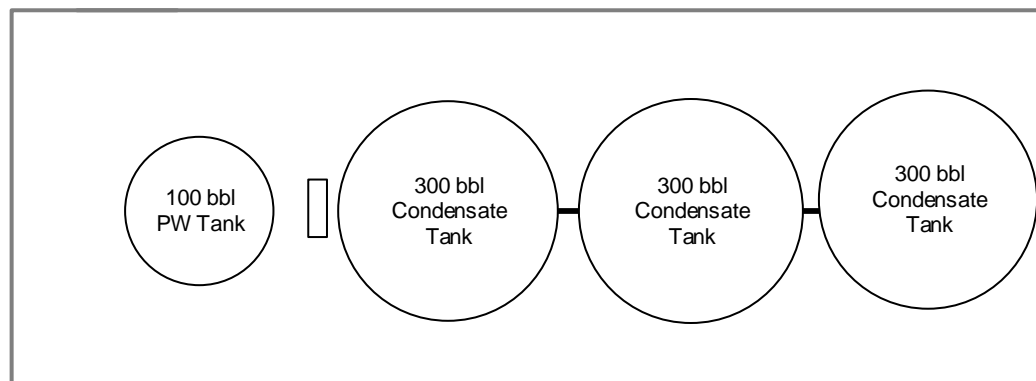 100 bbl
PW Tank
300 bbl
Condensate
Tank
300 bbl
Condensate
Tank
300 bbl
Condensate
Tank